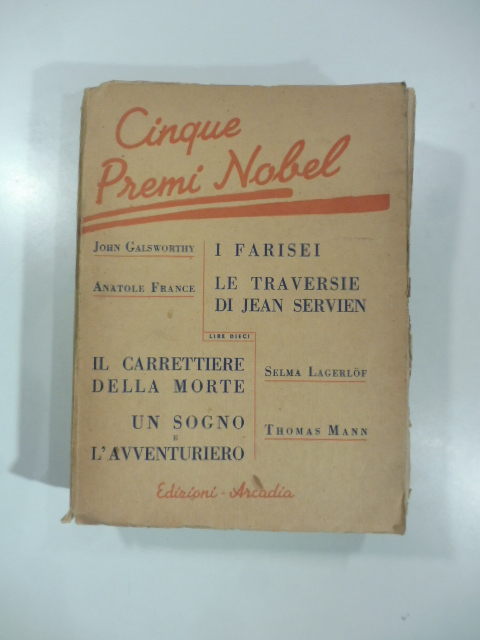 Cinque
Premi Nobel
JOHN GALSWORTHY
I FARISEI
ANATOLE FRANCE
LE TRAVERSIE
DI JEAN SERVIEN
LIRE DIECI
IL CARRETTIERE
DELLA MORTE
SELMA LAGERLÖF
UN SOGNO
E
L'AVVENTURIERO
THOMAS MANN
Edizioni - Arcadia